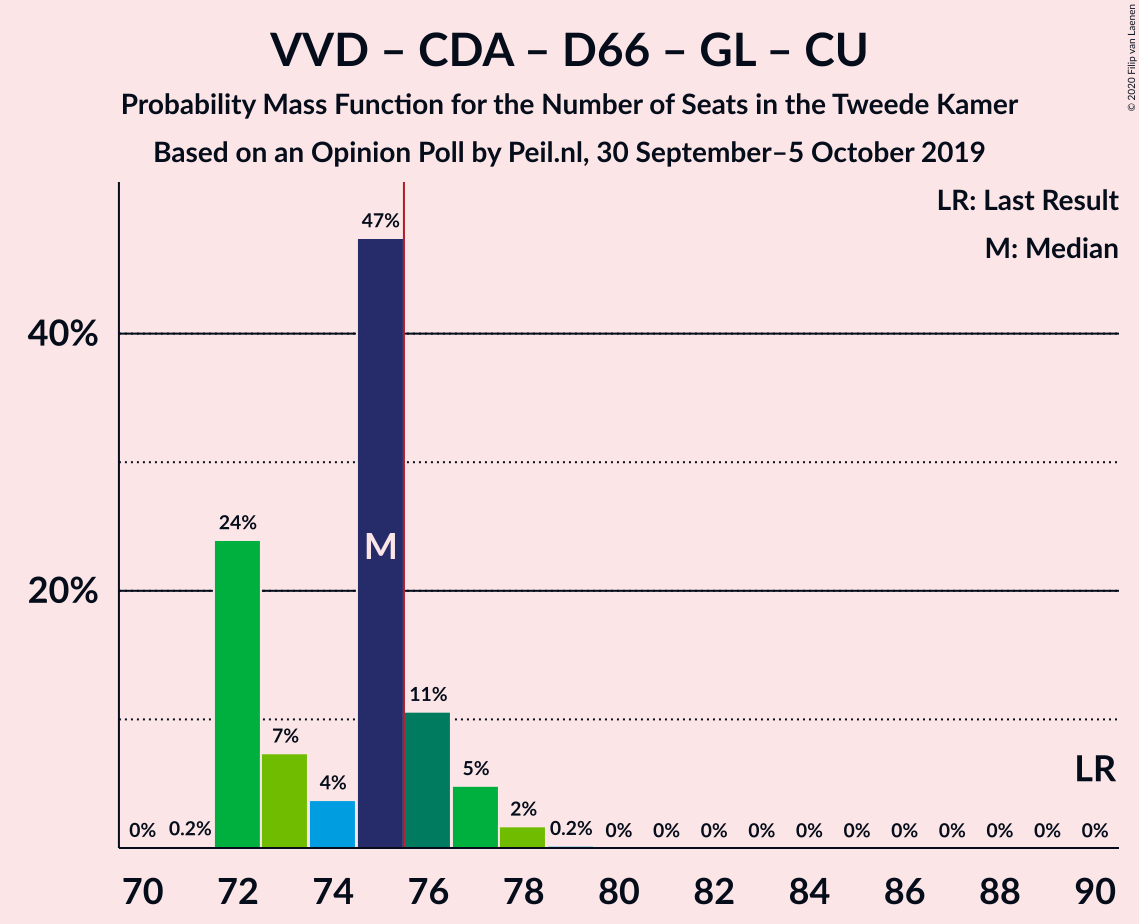 VVD – CDA – D66 – GL – CU
Probability Mass Function for the Number of Seats in the Tweede Kamer
Based on an Opinion Poll by Peil.nl, 30 September–5 October 2019
© 2020 Filip van Laenen
LR: Last Result
M: Median
40%
20%
0%
0.2%
24%
7%
4%
47%
M
11%
5%
2%
0.2%
0%
0%
0%
0%
0%
0%
0%
0%
0%
0%
0%
LR
70 72 74 76 78 80 82 84 86 88 90